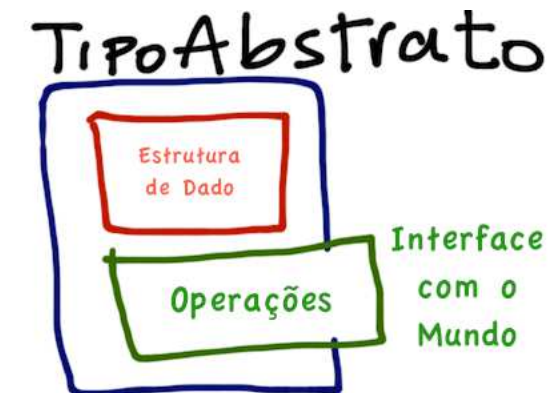 TipoAbstrato
Estrutura
de Dado
Operações
Interface
com o
Mundo